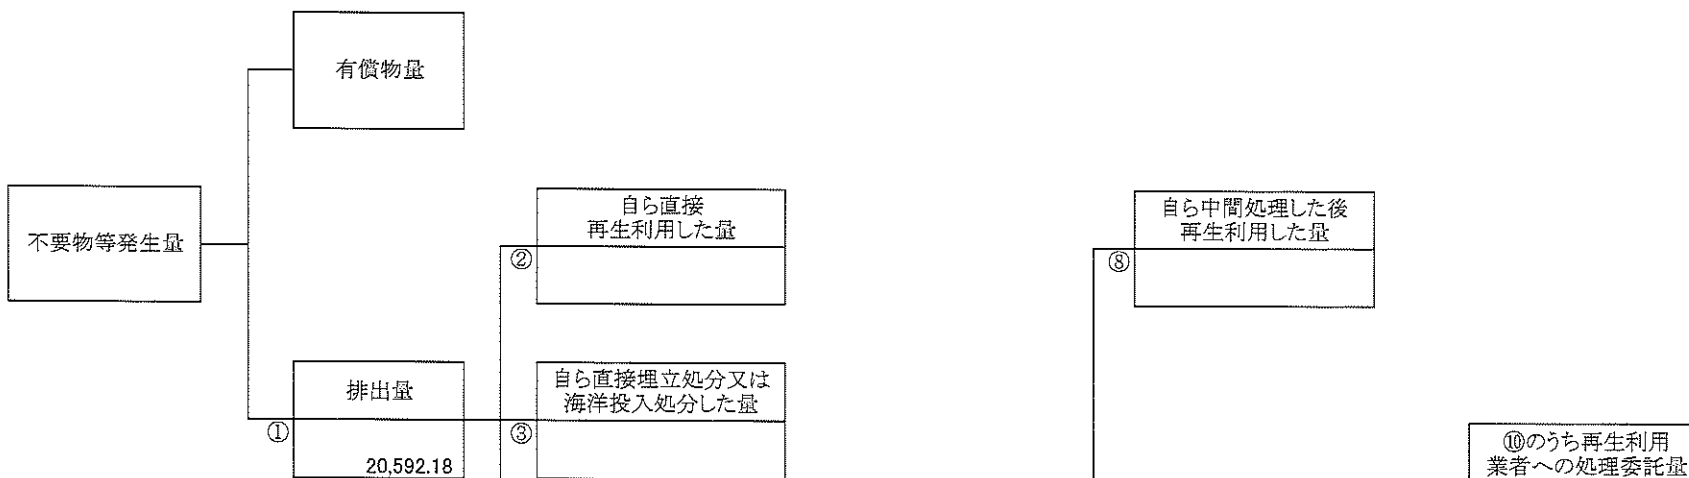 有償物量
不要物等発生量
自ら直接
再生利用した量
②
自ら中間処理した後
再生利用した量
⑧
排出量
①
20,592.18
自ら直接埋立処分又は
海洋投入処分した量
③
⑩のうち再生利用
業者への処理委託量